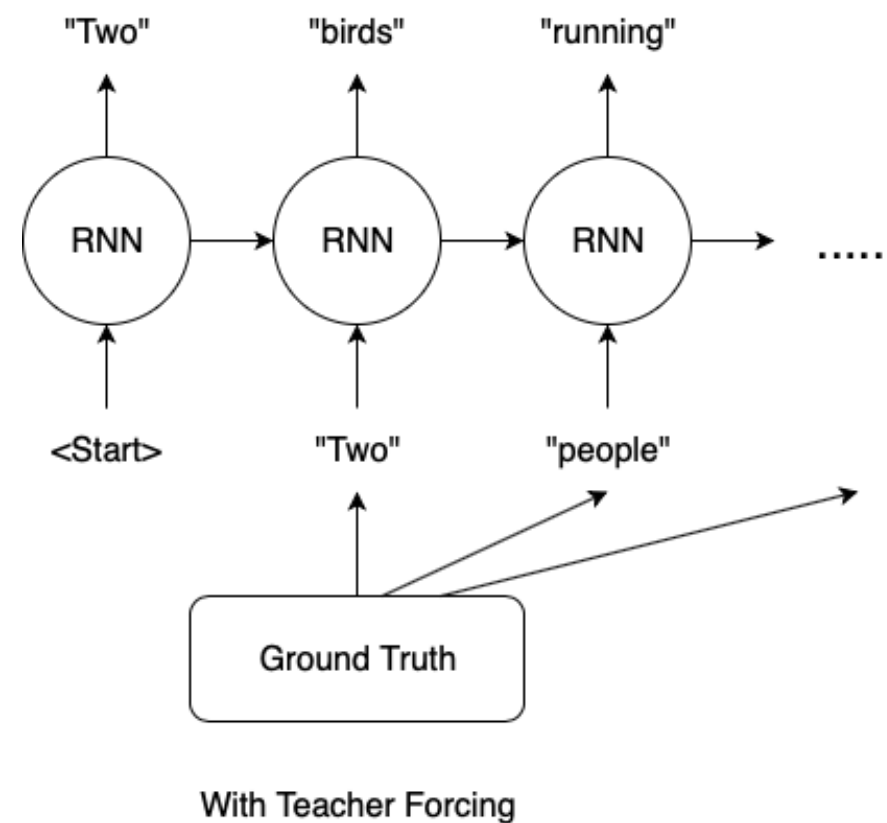 "Two" "birds" "running"
RNN RNN RNN .....
<Start> "Two" "people"
Ground Truth
With Teacher Forcing